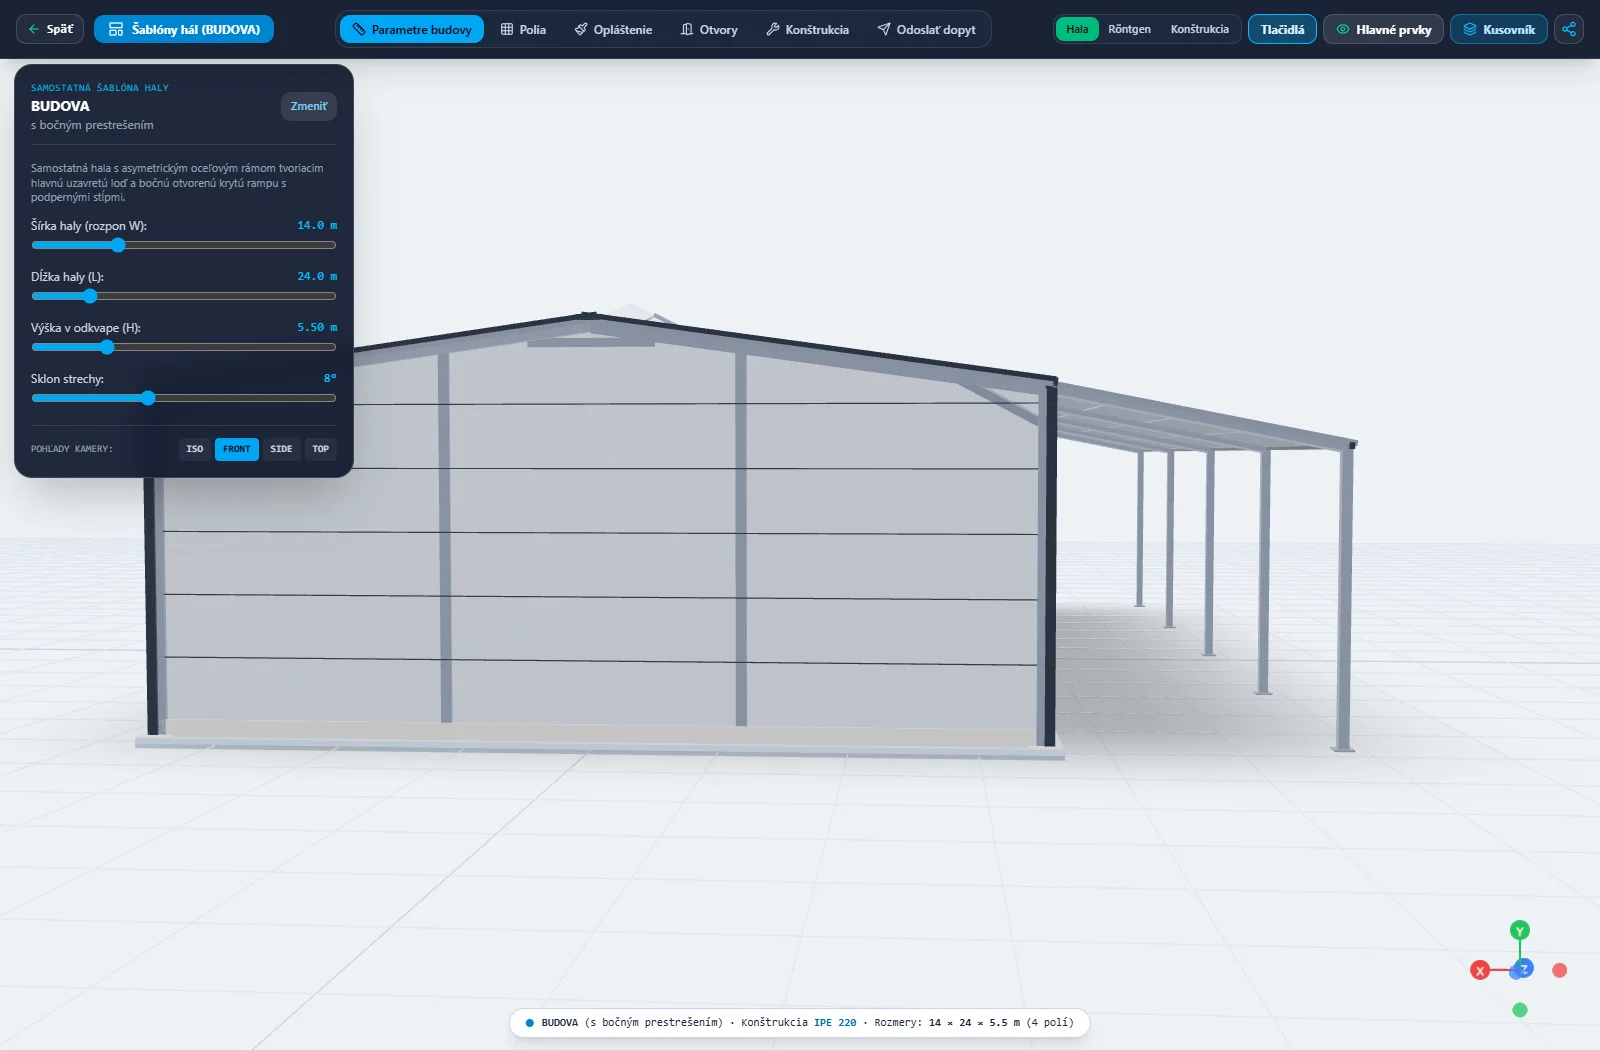 Späť
Šablóny hál (BUDOVA)
Parametre budovy
Polia
Opláštenie
Otvory
Konštrukcia
Odoslať dopyt
Hala
Röntgen
Konštrukcia
Tlačidlá
Hlavné prvky
Kusovník
SAMOSTATNÁ ŠABLÓNA HALY
BUDOVA
s bočným prestrešením
Zmeniť
Samostatná hala s asymetrickým oceľovým rámom tvoriacim
hlavnú uzavretú loď a bočnú otvorenú krytú rampu s
podpernými stĺpmi.
Šírka haly (rozpon W): 14.0 m
Dĺžka haly (L): 24.0 m
Výška v odkvape (H): 5.50 m
Sklon strechy: 8°
POHĽADY KAMERY: ISO FRONT SIDE TOP
Y
X Z
BUDOVA (s bočným prestrešením) · Konštrukcia IPE 220 · Rozmery: 14 × 24 × 5.5 m (4 polí)